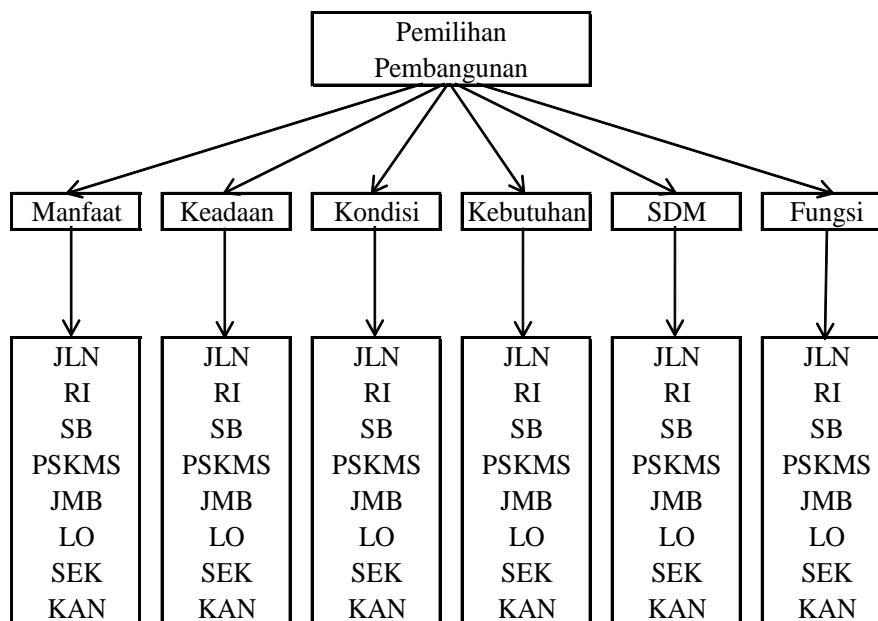 Pemilihan
Pembangunan
Manfaat
Keadaan
Kondisi
Kebutuhan
SDM
Fungsi
JLN
RI
SB
PSKMS
JMB
LO
SEK
KAN
JLN
RI
SB
PSKMS
JMB
LO
SEK
KAN
JLN
RI
SB
PSKMS
JMB
LO
SEK
KAN
JLN
RI
SB
PSKMS
JMB
LO
SEK
KAN
JLN
RI
SB
PSKMS
JMB
LO
SEK
KAN
JLN
RI
SB
PSKMS
JMB
LO
SEK
KAN